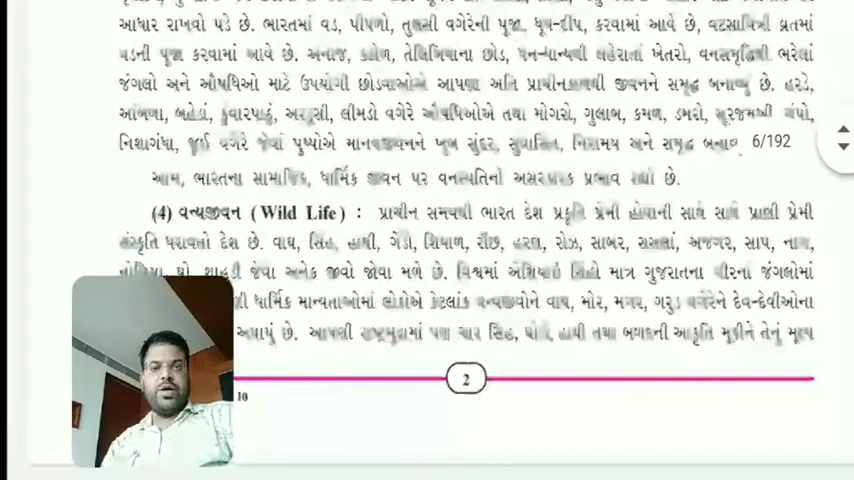 આધાર રાખવો પડે છે. ભારતમાં વડ, પીપળો, તુલસી વગેરેની પૂજા, ધૂપ-દીપ, કરવામાં આવે છે, વટસાવિત્રી વ્રતમાં
વડની પૂજા કરવામાં આવે છે. અનાજ, કઠોળ, તેલિબિયાના છોડ, ધન-ધાન્યથી લહેરાતાં ખેતરો, વનસમૃદ્ધિથી ભરેલાં
જંગલો અને ઔષધિઓ માટે ઉપયોગી છોડવાઓએ આપણા અતિ પ્રાચીનકાળથી જીવનને સમૃદ્ધ બનાવ્યુ છે. હરડે,
આંબળા, બહેડાં, કુંવારપાઠું, અરડૂસી, લીમડો વગેરે ઔષધિઓએ તથા મોગરો, ગુલાબ, કમળ, ડમરો, સૂરજમુખી ચંપો,
નિશાગંધા, જૂઈ વગેરે જેવાં પુષ્પોએ માનવજીવનને ખૂબ સુંદર, સુવાસિત, નિરામય અને સમૃદ્ધ બનાવ 6/192
આમ, ભારતના સામાજિક, ધાર્મિક જીવન પર વનસ્પતિનો અસરકારક પ્રભાવ રહ્યો છે.
(4) વન્યજીવન (Wild Life) : પ્રાચીન સમયથી ભારત દેશ પ્રકૃતિ પ્રેમી હોવાની સાથે સાથે પ્રાણી પ્રેમી
સંસ્કૃતિ ધરાવતો દેશ છે. વાઘ, સિંહ, હાથી, ગેંડો, શિયાળ, રીંછ, હરણ, રોઝ, સાબર, સસલાં, અજગર, સાપ, નાગ,
નોળિયા, ઘો, શાહુડી જેવા અનેક જીવો જોવા મળે છે. વિશ્વમાં એશિયાઇ સિંહો માત્ર ગુજરાતના ગીરનાં જંગલોમાં
ધાર્મિક માન્યતાઓમાં લોકોએ કેટલાંક વન્યજીવોને વાઘ, મોર, મગર, ગરુડ વગેરેને દેવ-દેવીઓના
અપાયું છે. આપણી રાષ્ટ્રમુદ્રામાં પણ ચાર સિંહ, ઘોડો, હાથી તથા બળદની આકૃતિ મૂકીને તેનું મૂલ્ય
2
10